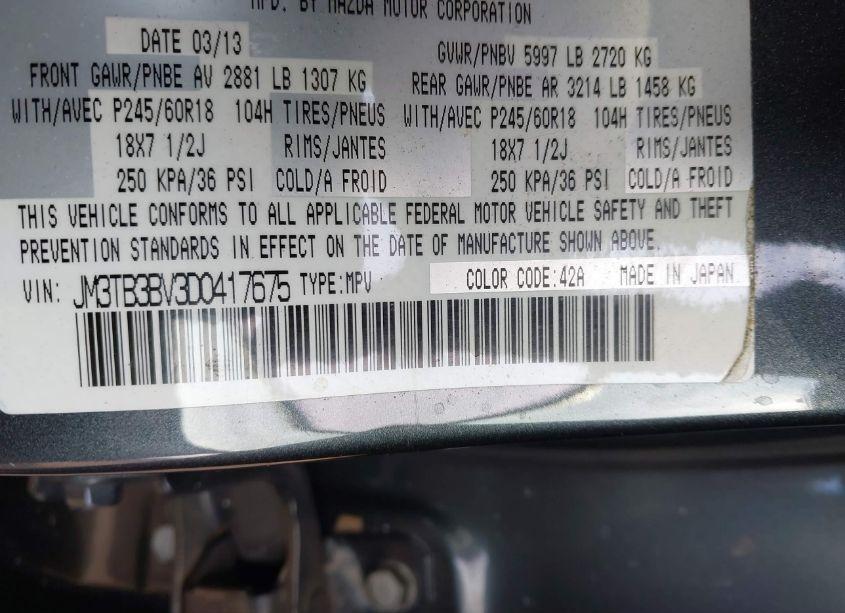 MFD. BY MAZDA MOTOR CORPORATION
DATE 03/13
GVWR/PNBV 5997 LB 2720 KG
FRONT GAWR/PNBE AV 2881 LB 1307 KG
REAR GAWR/PNBE AR 3214 LB 1458 KG
WITH/AVEC P245/60R18 104H TIRES/PNEUS
WITH/AVEC P245/60R18 104H TIRES/PNEUS
18X7 1/2J RIMS/JANTES
18X7 1/2J RIMS/JANTES
250 KPA/36 PSI COLD/A FROID
250 KPA/36 PSI COLD/A FROID
THIS VEHICLE CONFORMS TO ALL APPLICABLE FEDERAL MOTOR VEHICLE SAFETY AND THEFT
PREVENTION STANDARDS IN EFFECT ON THE DATE OF MANUFACTURE SHOWN ABOVE.
VIN: JM3TB3BV3D0417675 TYPE:MPV COLOR CODE:42A MADE IN JAPAN